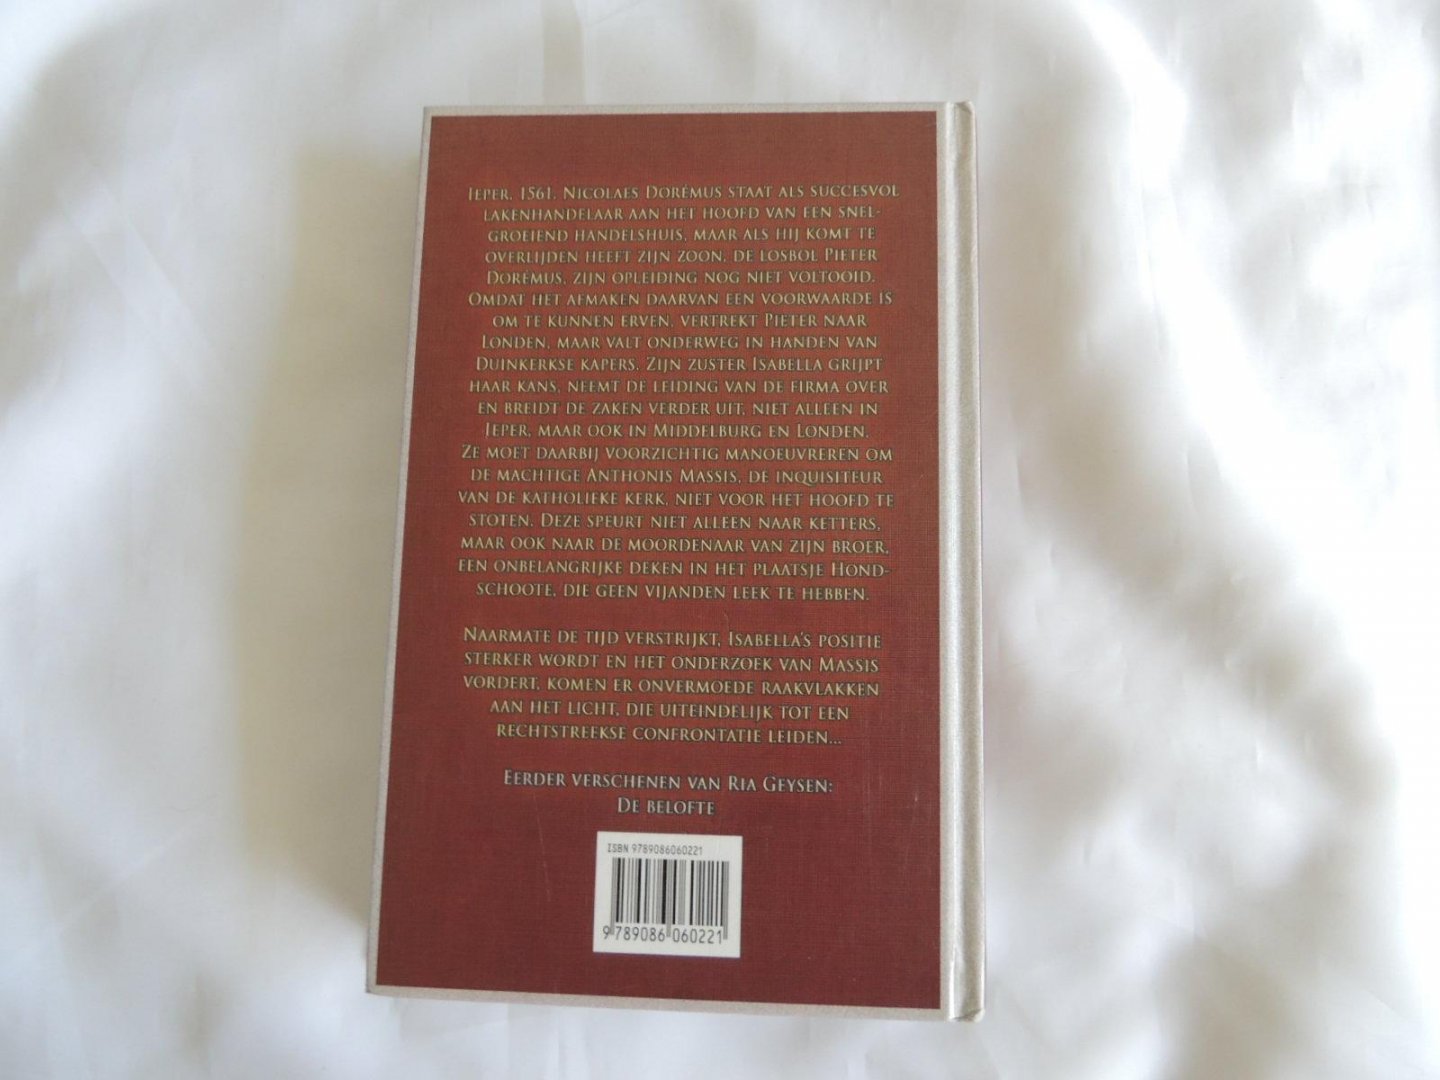 Ieper, 1561. Nicolaes Dorémus staat als succesvol
lakenhandelaar aan het hoofd van een snel-
groeiend handelshuis, maar als hij komt te
overlijden heeft zijn zoon, de losbol Pieter
Dorémus, zijn opleiding nog niet voltooid.
Omdat het afmaken daarvan een voorwaarde is
om te kunnen erven, vertrekt Pieter naar
Londen, maar valt onderweg in handen van
Duinkerkse kapers. Zijn zuster Isabella grijpt
haar kans, neemt de leiding van de firma over
en breidt de zaken verder uit, niet alleen in
Ieper, maar ook in Middelburg en Londen.
Ze moet daarbij voorzichtig manoeuvreren om
de machtige Anthonis Massis, de inquisiteur
van de katholieke kerk, niet voor het hoofd te
stoten. Deze speurt niet alleen naar ketters,
maar ook naar de moordenaar van zijn broer,
een onbelangrijke deken in het plaatsje Hond-
schoote, die geen vijanden leek te hebben.
Naarmate de tijd verstrijkt, Isabella's positie
sterker wordt en het onderzoek van Massis
vordert, komen er onvermoede raakvlakken
aan het licht, die uiteindelijk tot een
rechtstreekse confrontatie leiden...
Eerder verschenen van Ria Geysen:
De belofte
ISBN 9789086060221
9 789086 060221